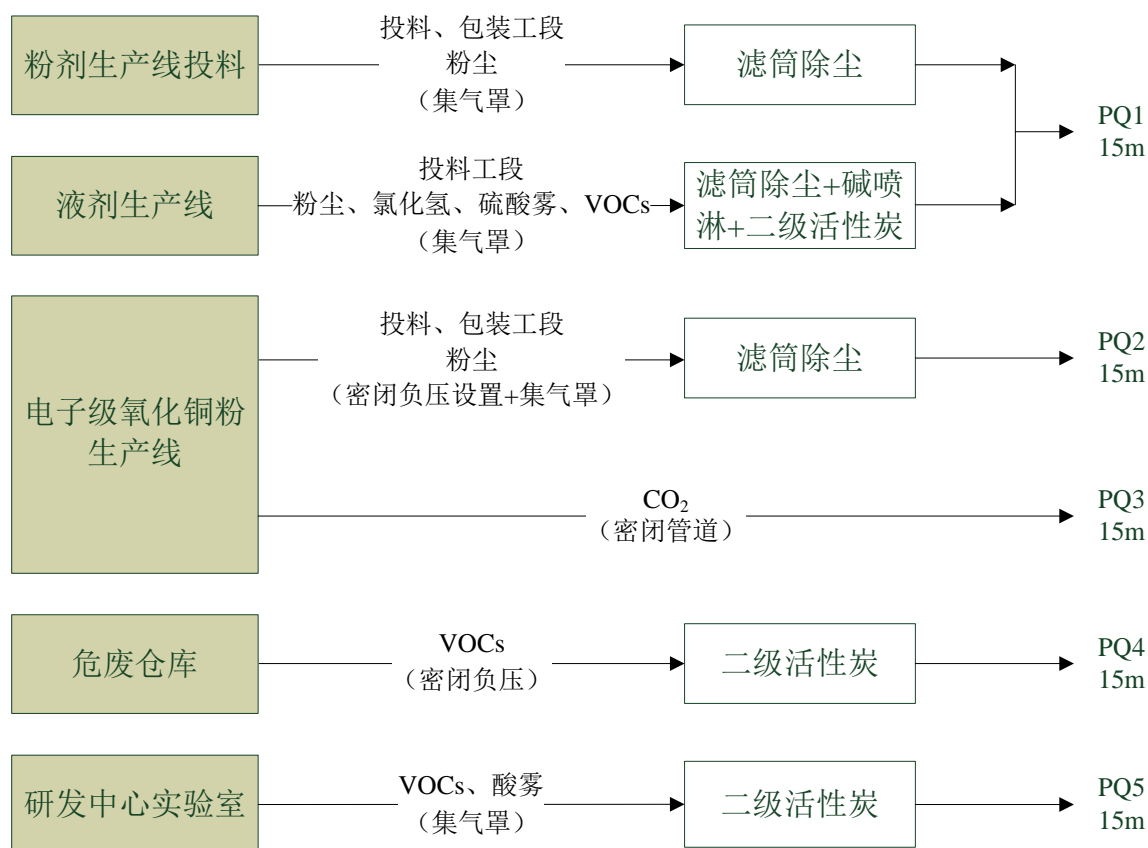 粉剂生产线投料
投料、包装工段
粉尘
（集气罩）
滤筒除尘
PQ1
15m
液剂生产线
投料工段
粉尘、氯化氢、硫酸雾、VOCs
（集气罩）
滤筒除尘+碱喷
淋+二级活性炭
电子级氧化铜粉
生产线
投料、包装工段
粉尘
（密闭负压设置+集气罩）
滤筒除尘
PQ2
15m
CO₂
（密闭管道）
PQ3
15m
危废仓库
VOCs
（密闭负压）
二级活性炭
PQ4
15m
研发中心实验室
VOCs、酸雾
（集气罩）
二级活性炭
PQ5
15m